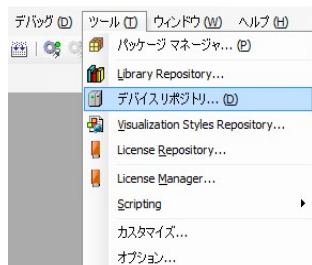 デバッグ (D) ツール (T) ウィンドウ (W) ヘルプ (H)
パッケージ マネージャ... (P)
Library Repository...
デバイスリポジトリ... (D)
Visualization Styles Repository...
License Repository...
License Manager...
Scripting
カスタマイズ...
オプション...